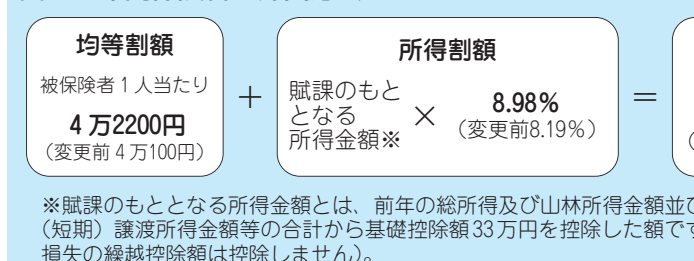 均等割額
被保険者1人当たり
4万2200円
(変更前4万100円)
+
所得割額
賦課のもと
となる
所得金額※
×
8.98%
(変更前8.19%)
=
(
※賦課のもととなる所得金額とは、前年の総所得及び山林所得金額並び
(短期)譲渡所得金額等の合計から基礎控除額33万円を控除した額です
損失の繰越控除額は控除しません)。